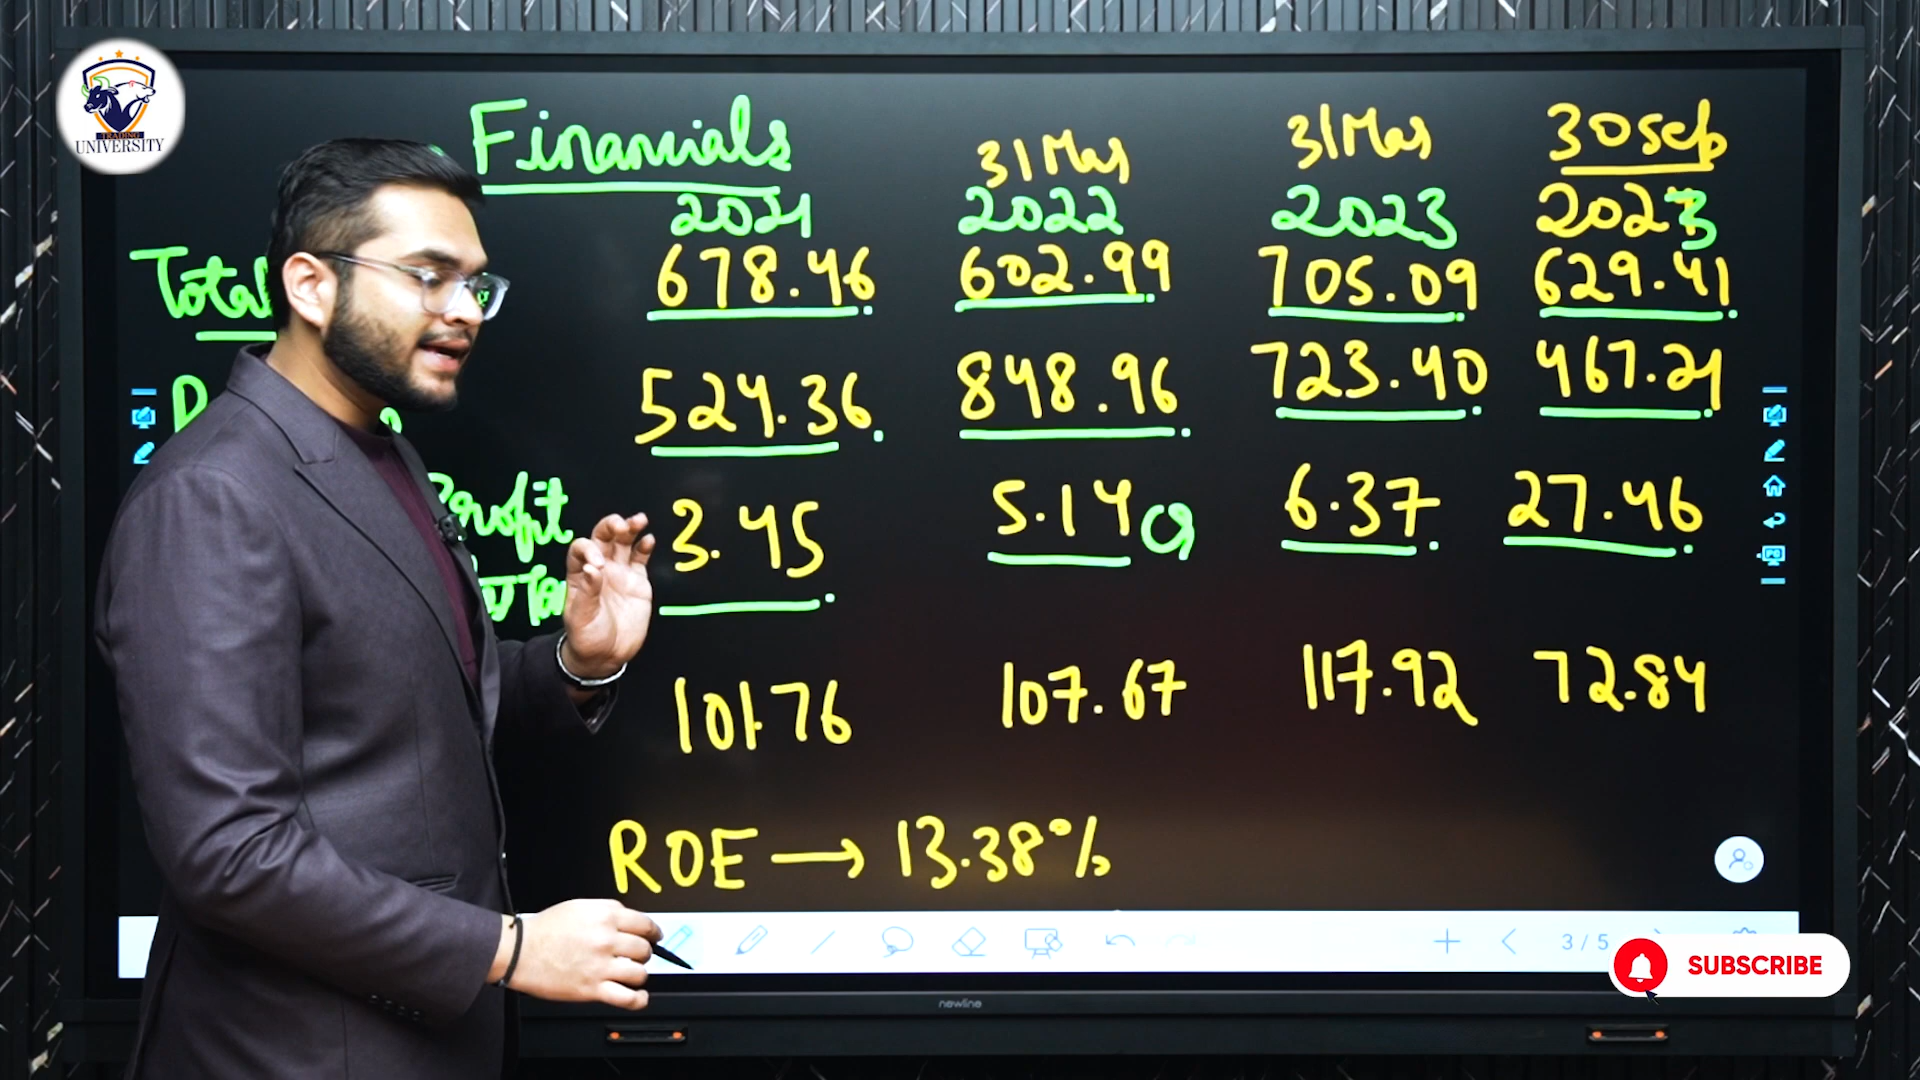 TRADING
UNIVERSITY
Financials
31 Mar
31 Mar
30 Sep
2021
2022
2023
2023
Total
678.46
602.99
705.09
629.41
524.36
848.96
723.40
467.21
Profit
3.45
5.14
6.37
27.46
101.76
107.67
117.92
72.84
ROE → 13.38%
3 / 5
SUBSCRIBE
newline